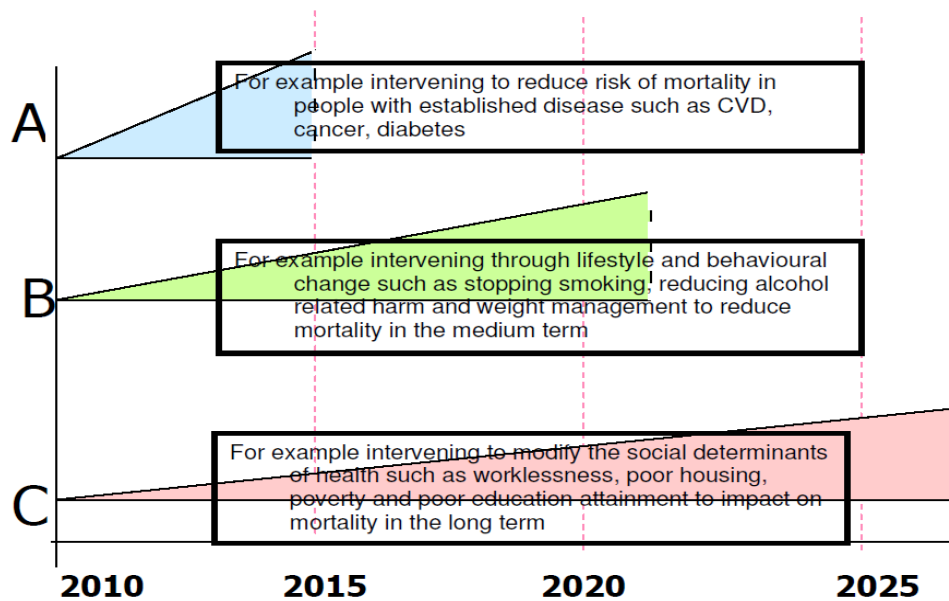 A
For example intervening to reduce risk of mortality in
people with established disease such as CVD,
cancer, diabetes
B
For example intervening through lifestyle and behavioural
change such as stopping smoking, reducing alcohol
related harm and weight management to reduce
mortality in the medium term
C
For example intervening to modify the social determinants
of health such as worklessness, poor housing,
poverty and poor education attainment to impact on
mortality in the long term
2010 2015 2020 2025